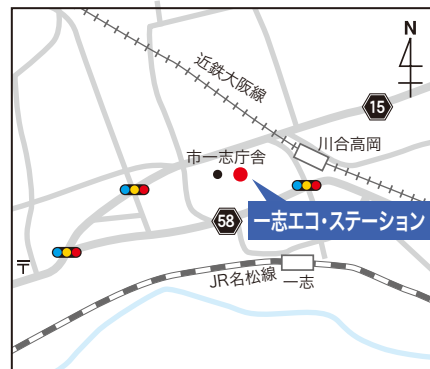 N
近鉄大阪線
15
川合高岡
市一志庁舎
一志エコ・ステーション
58
〒
JR名松線
一志